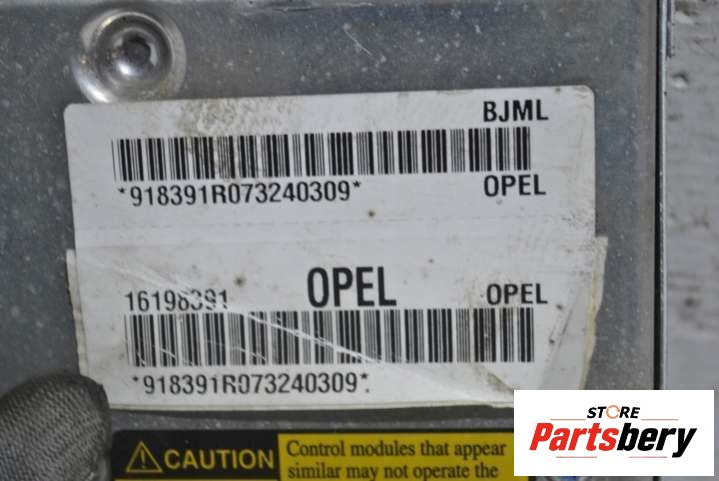 BJML
*918391R073240309* OPEL
16198391 OPEL OPEL
*918391R073240309*
CAUTION Control modules that appear
similar may not operate the
STORE
Partsbery